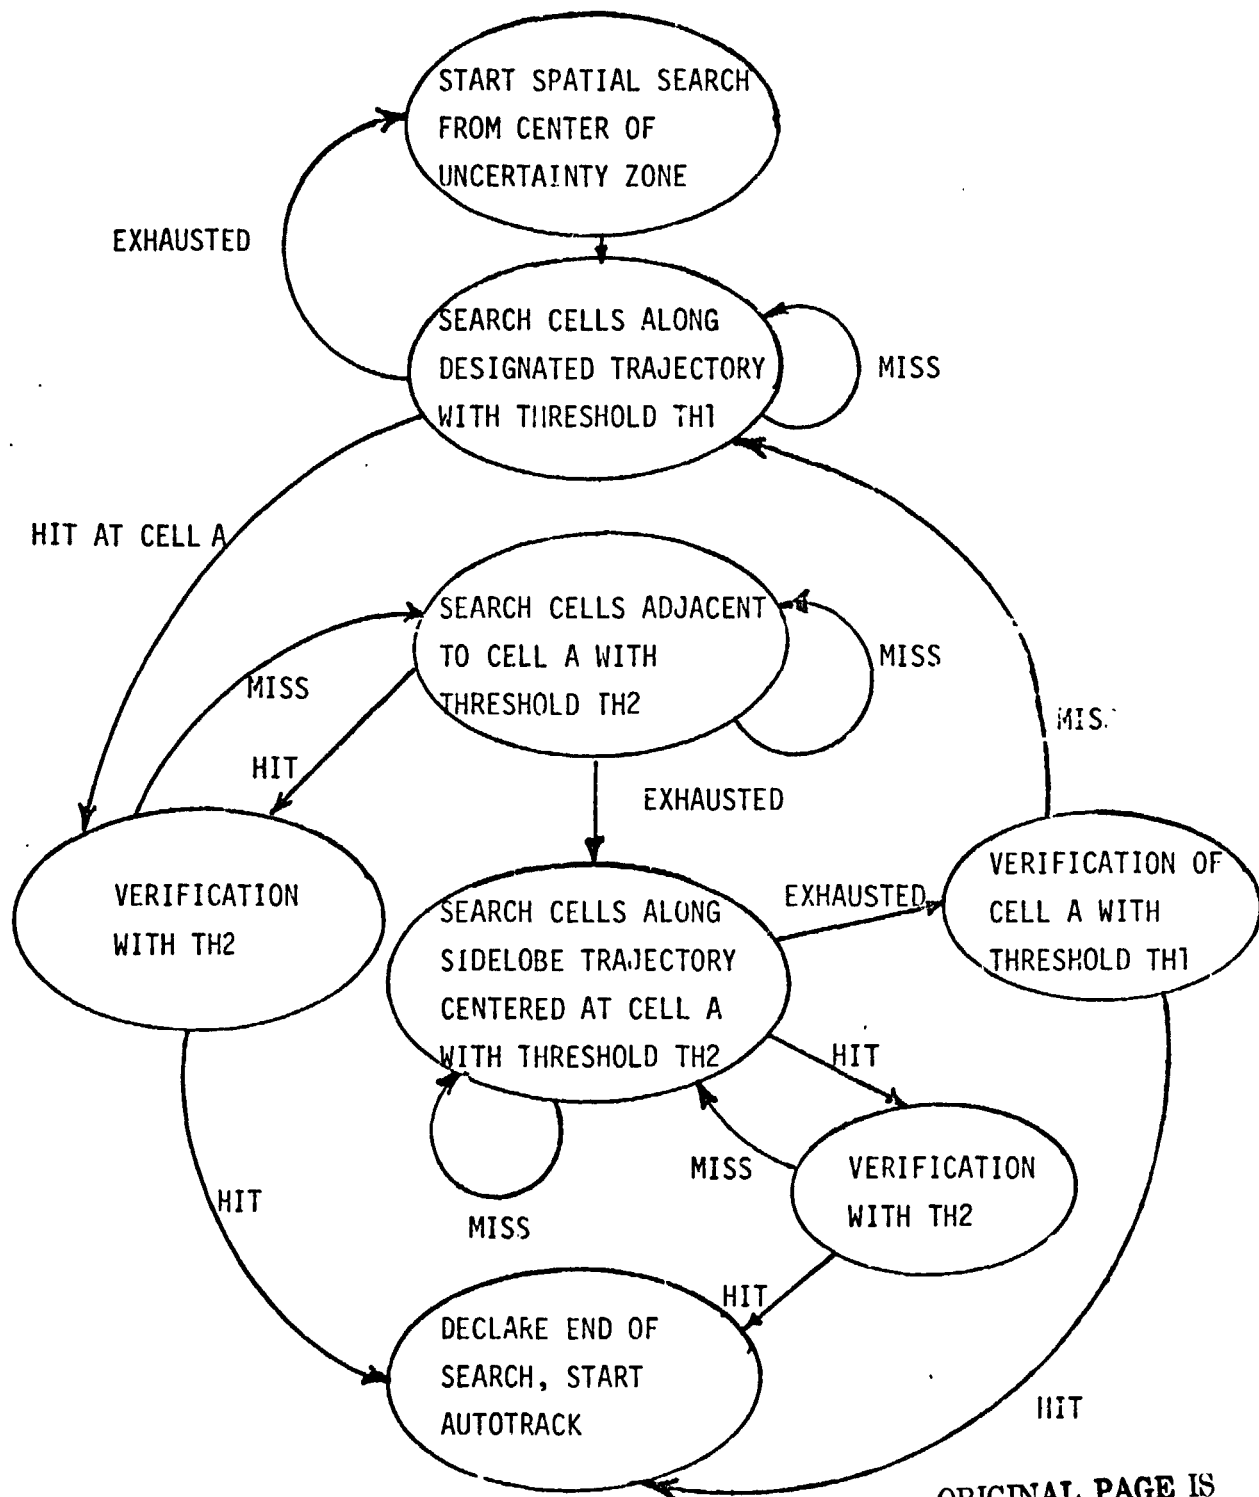 START SPATIAL SEARCH
FROM CENTER OF
UNCERTAINTY ZONE
EXHAUSTED
SEARCH CELLS ALONG
DESIGNATED TRAJECTORY
WITH THRESHOLD TH1
MISS
HIT AT CELL A
SEARCH CELLS ADJACENT
TO CELL A WITH
THRESHOLD TH2
MISS
MISS
HIT
MIS
EXHAUSTED
VERIFICATION
WITH TH2
SEARCH CELLS ALONG
SIDELOBE TRAJECTORY
CENTERED AT CELL A
WITH THRESHOLD TH2
EXHAUSTED
VERIFICATION OF
CELL A WITH
THRESHOLD TH1
HIT
MISS
VERIFICATION
WITH TH2
HIT
MISS
HIT
DECLARE END OF
SEARCH, START
AUTOTRACK
HIT
ORIGINAL PAGE IS